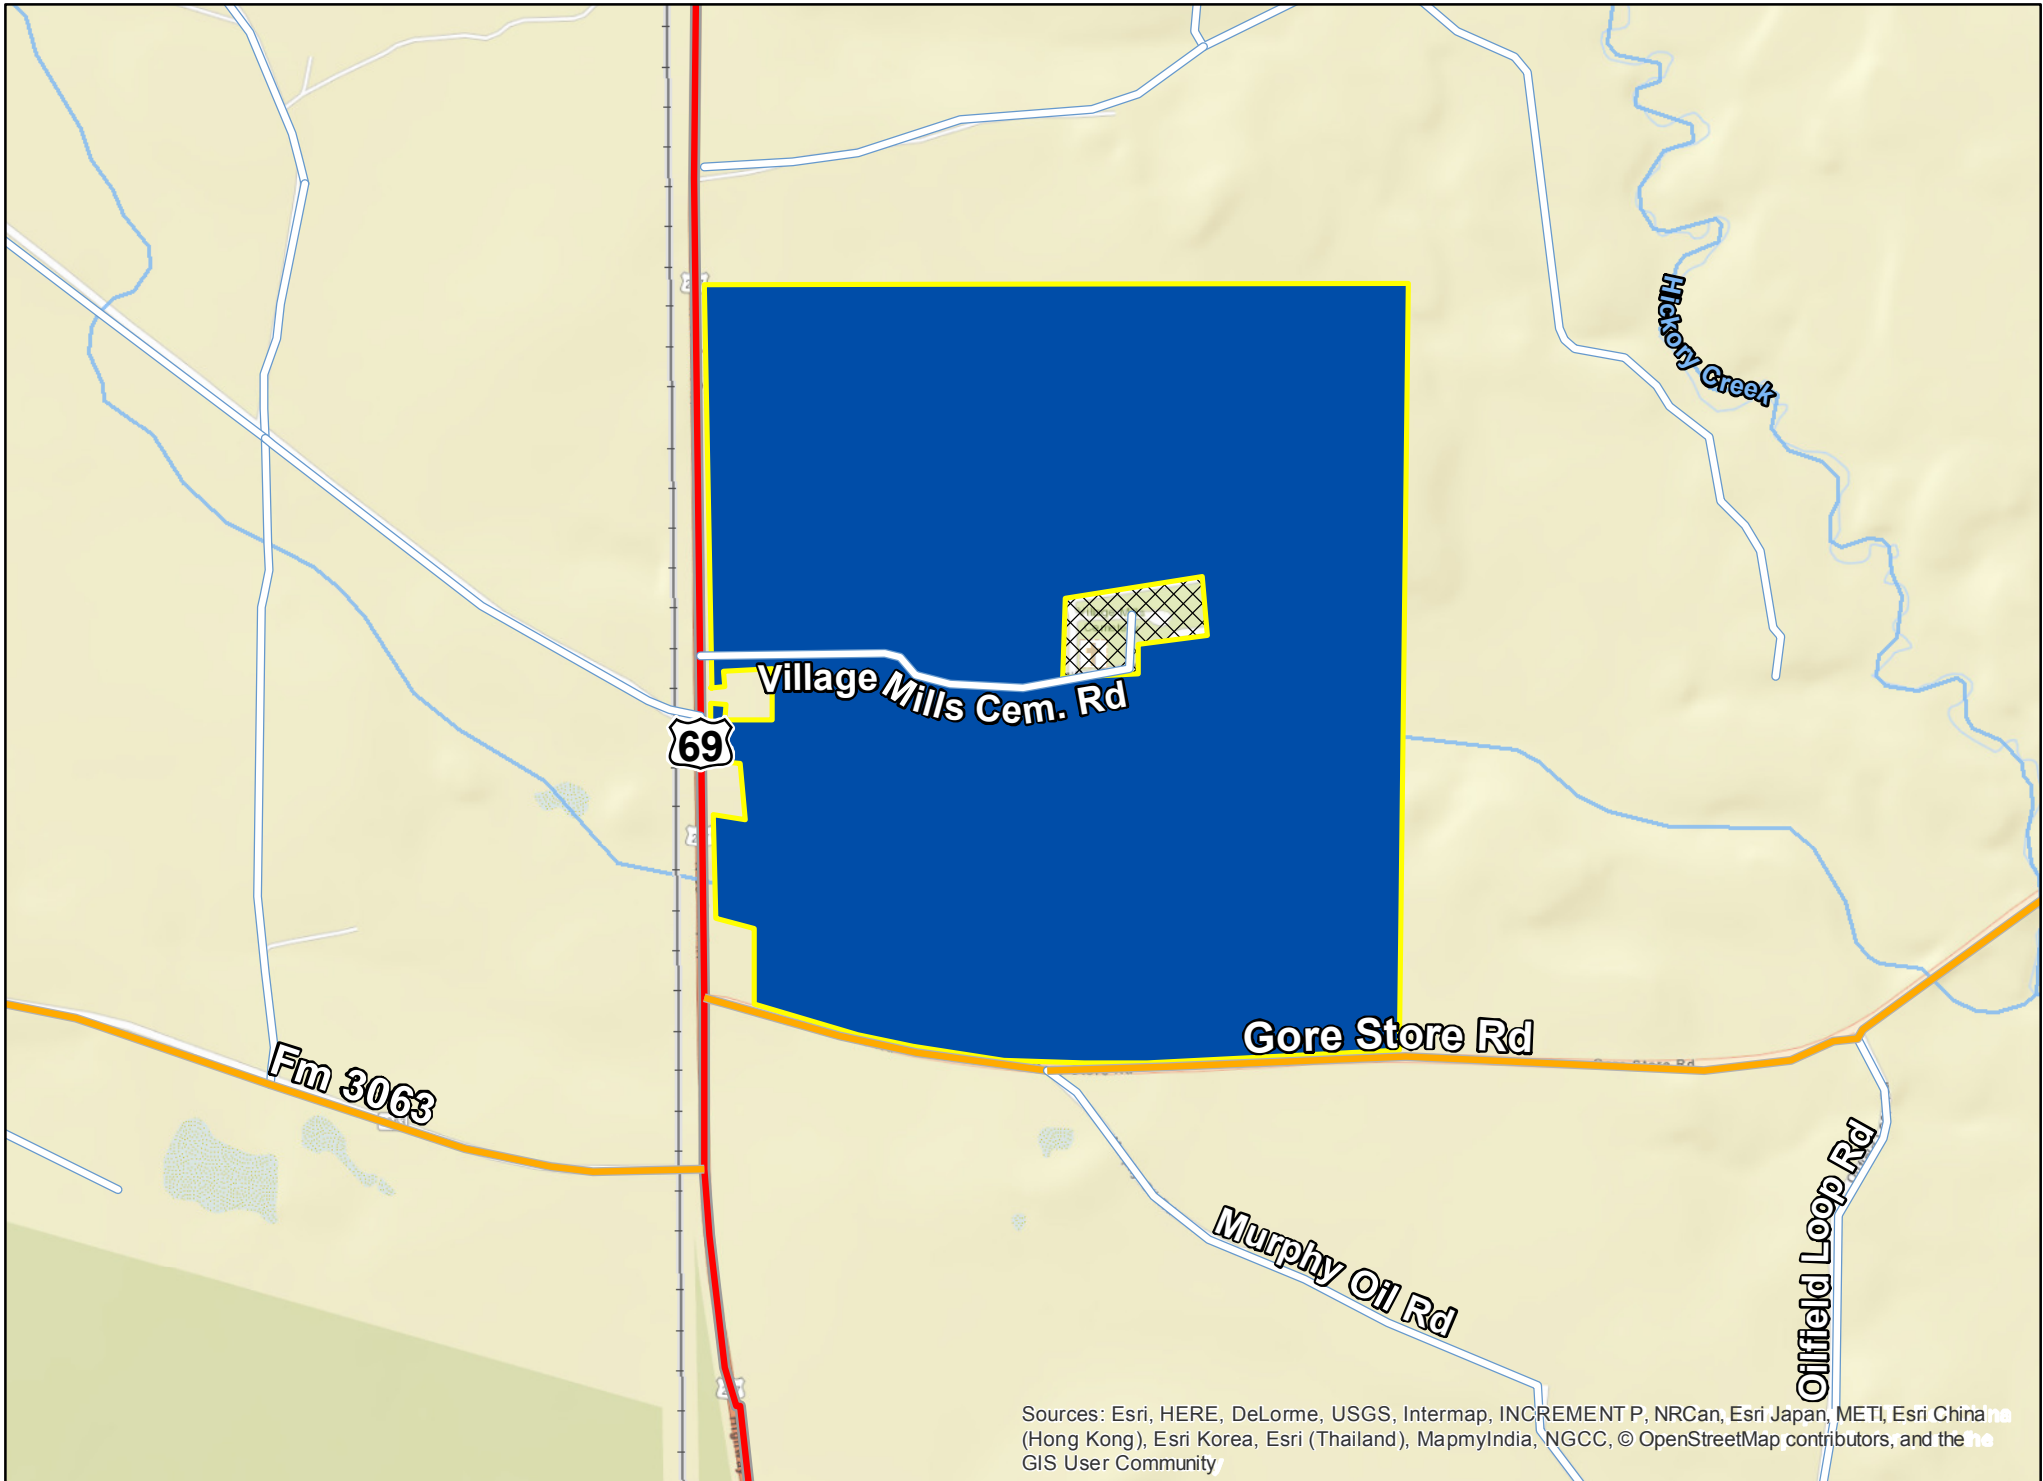 Hickory Creek
Village Mills Cem. Rd
69
Gore Store Rd
Fm 3063
Murphy Oil Rd
Oilfield Loop Rd
Sources: Esri, HERE, DeLorme, USGS, Intermap, INCREMENT P, NRCan, Esri Japan, METI, Esri China
(Hong Kong), Esri Korea, Esri (Thailand), MapmyIndia, NGCC, © OpenStreetMap contributors, and the
GIS User Community